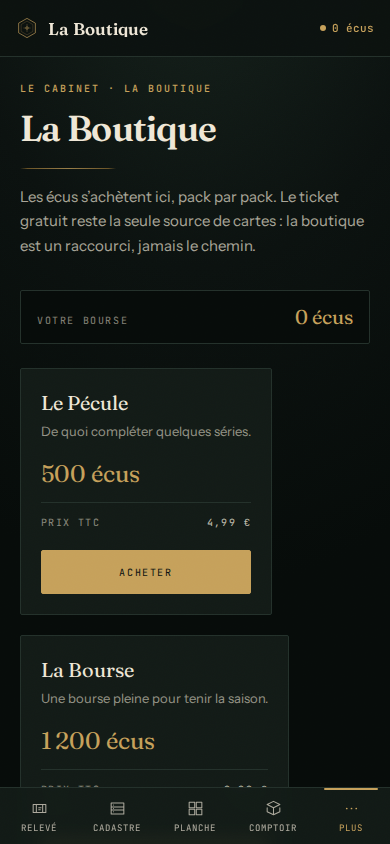 La Boutique
0 écus
LE CABINET · LA BOUTIQUE
La Boutique
Les écus s’achètent ici, pack par pack. Le ticket
gratuit reste la seule source de cartes : la boutique
est un raccourci, jamais le chemin.
VOTRE BOURSE
0 écus
Le Pécule
De quoi compléter quelques séries.
500 écus
PRIX TTC
4,99 €
ACHETER
La Bourse
Une bourse pleine pour tenir la saison.
1 200 écus
RELEVÉ
CADASTRE
PLANCHE
COMPTOIR
PLUS